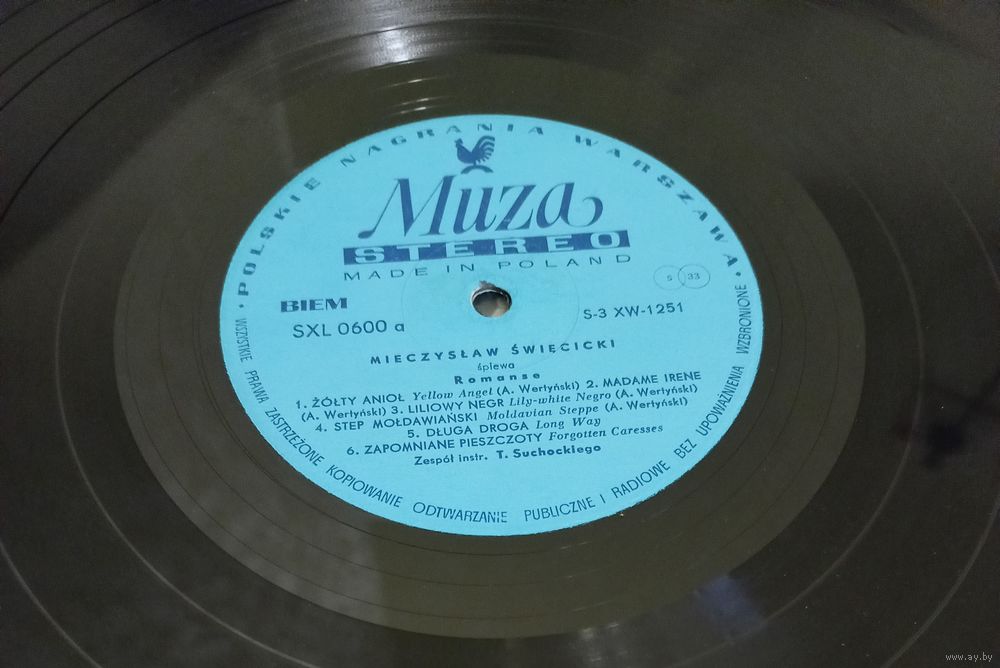 • POLSKIE NAGRANIA WARSZAWA •
Muza
STEREO
MADE IN POLAND
S 33
BIEM
SXL 0600 a
S-3 XW-1251
MIECZYSŁAW ŚWIĘCICKI
śpiewa
Romanse
1. ŻÓŁTY ANIOŁ Yellow Angel (A. Wertyński) 2. MADAME IRENE
(A. Wertyński) 3. LILIOWY NEGR Lily-white Negro (A. Wertyński)
4. STEP MOŁDAWIAŃSKI Moldavian Steppe (A. Wertyński)
5. DŁUGA DROGA Long Way
6. ZAPOMNIANE PIESZCZOTY Forgotten Caresses
Zespół instr. T. Suchockiego
WSZYSTKIE PRAWA ZASTRZEŻONE KOPIOWANIE ODTWARZANIE PUBLICZNE I RADIOWE BEZ UPOWAŻNIENIA WZBRONIONE
www.ay.by